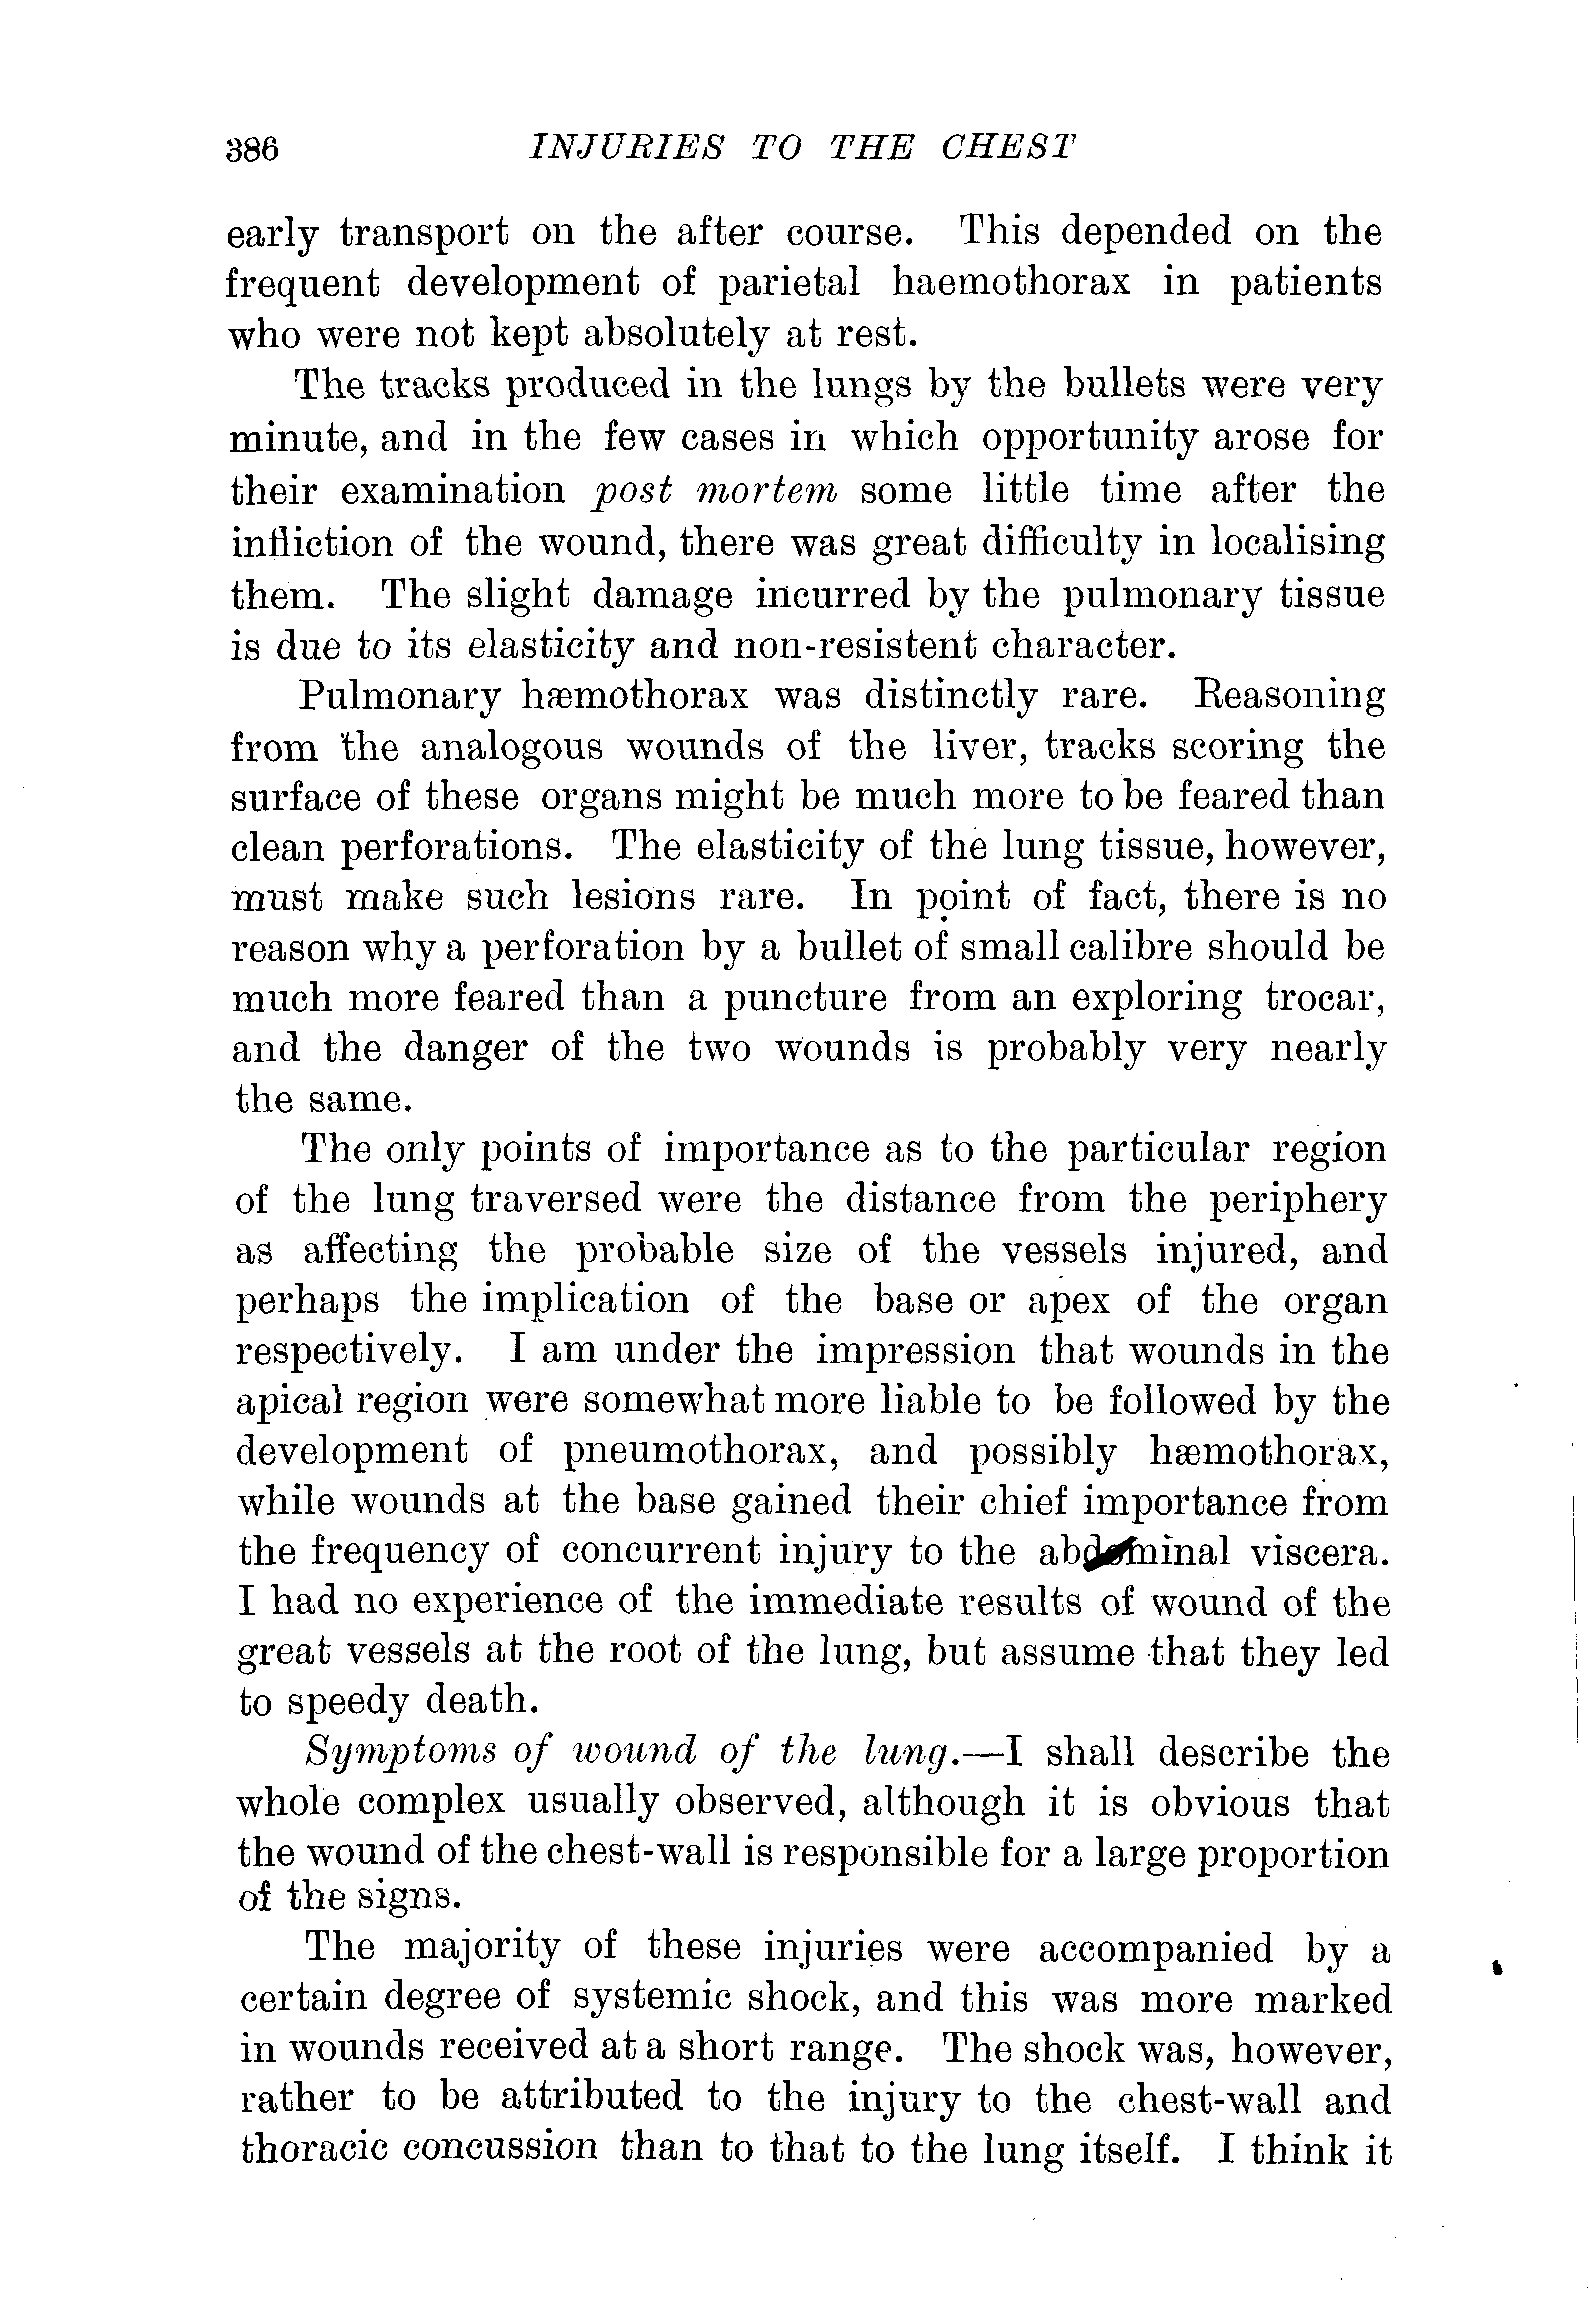 386 INJURIES TO THE CHEST
early transport on the after course. This depended on the
frequent development of parietal haemothorax in patients
who were not kept absolutely at rest.
The tracks produced in the lungs by the bullets were very
minute, and in the few cases in which opportunity arose for
their examination post mortem some little time after the
infliction of the wound, there was great difficulty in localising
them. The slight damage incurred by the pulmonary tissue
is due to its elasticity and non-resistent character.
Pulmonary hæmothorax was distinctly rare. Reasoning
from the analogous wounds of the liver, tracks scoring the
surface of these organs might be much more to be feared than
clean perforations. The elasticity of the lung tissue, however,
must make such lesions rare. In point of fact, there is no
reason why a perforation by a bullet of small calibre should be
much more feared than a puncture from an exploring trocar,
and the danger of the two wounds is probably very nearly
the same.
The only points of importance as to the particular region
of the lung traversed were the distance from the periphery
as affecting the probable size of the vessels injured, and
perhaps the implication of the base or apex of the organ
respectively. I am under the impression that wounds in the
apical region were somewhat more liable to be followed by the
development of pneumothorax, and possibly hæmothorax,
while wounds at the base gained their chief importance from
the frequency of concurrent injury to the abdominal viscera.
I had no experience of the immediate results of wound of the
great vessels at the root of the lung, but assume that they led
to speedy death.
Symptoms of wound of the lung.—I shall describe the
whole complex usually observed, although it is obvious that
the wound of the chest-wall is responsible for a large proportion
of the signs.
The majority of these injuries were accompanied by a
certain degree of systemic shock, and this was more marked
in wounds received at a short range. The shock was, however,
rather to be attributed to the injury to the chest-wall and
thoracic concussion than to that to the lung itself. I think it